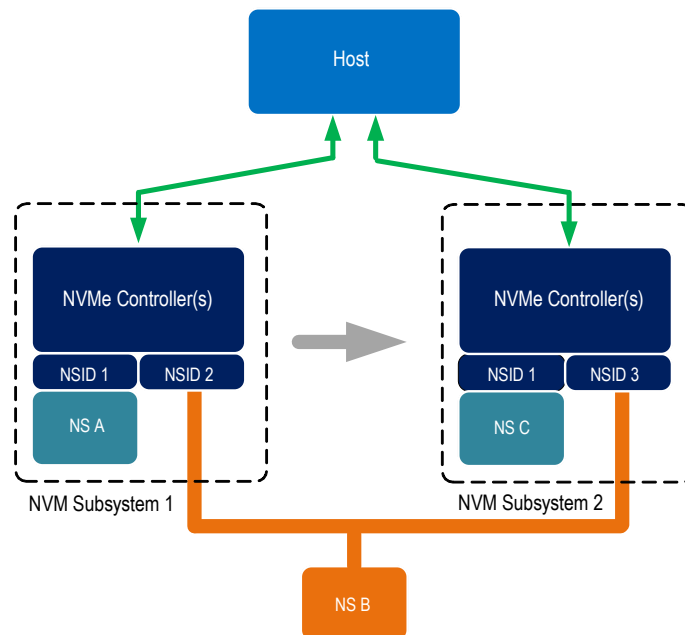 Host
NVMe Controller(s)
NSID 1
NSID 2
NS A
NVM Subsystem 1
NVMe Controller(s)
NSID 1
NSID 3
NS C
NVM Subsystem 2
NS B